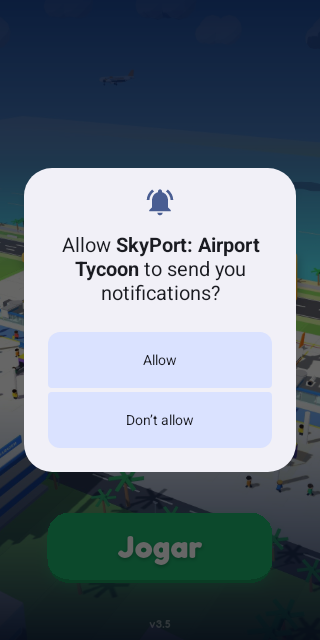 Allow SkyPort: Airport
Tycoon to send you
notifications?
Allow
Don't allow
Jogar
v3.5